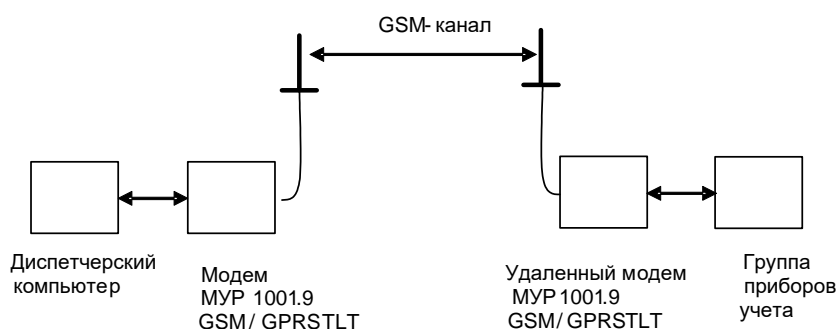 GSM- канал
Диспетчерский
компьютер
Модем
МУР 1001.9
GSM/ GPRSTLT
Удаленный модем
МУР 1001.9
GSM/ GPRSTLT
Группа
приборов
учета